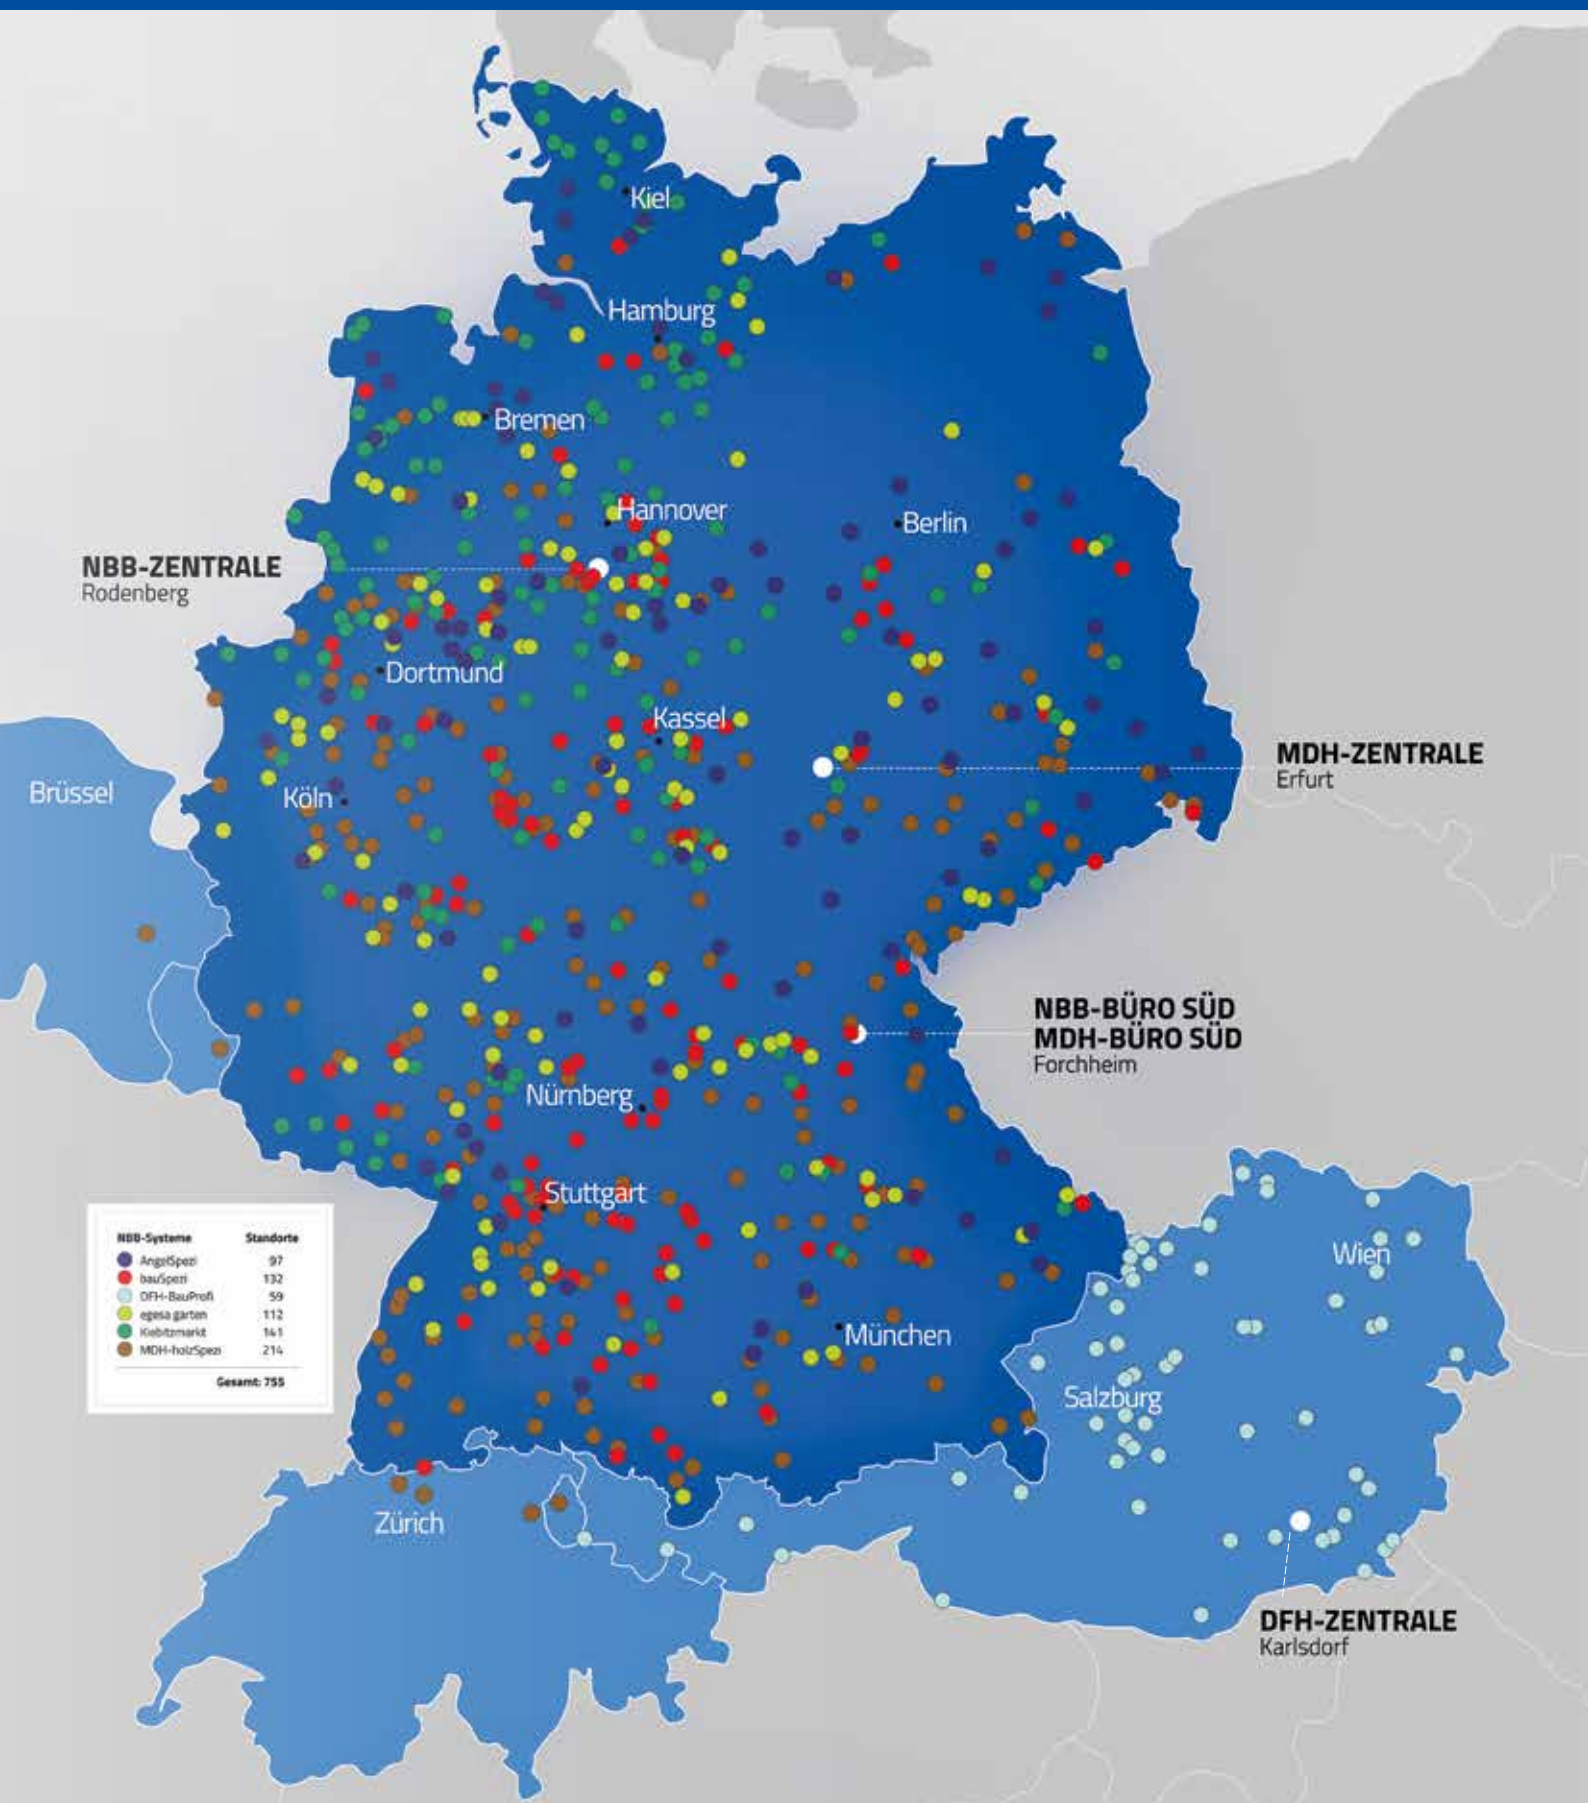 Kiel
Hamburg
Bremen
Hannover
Berlin
NBB-ZENTRALE
Rodenberg
Dortmund
Kassel
MDH-ZENTRALE
Erfurt
Brüssel
Köln
NBB-BÜRO SÜD
MDH-BÜRO SÜD
Forchheim
Nürnberg
Stuttgart
NBB-Systeme Standorte
AngelSpezi 97
bauSpezi 132
DFH-BauProfi 59
egesa garten 112
Kiebitzmarkt 141
MDH-holzSpezi 214
Gesamt: 755
Wien
München
Salzburg
Zürich
DFH-ZENTRALE
Karlsdorf